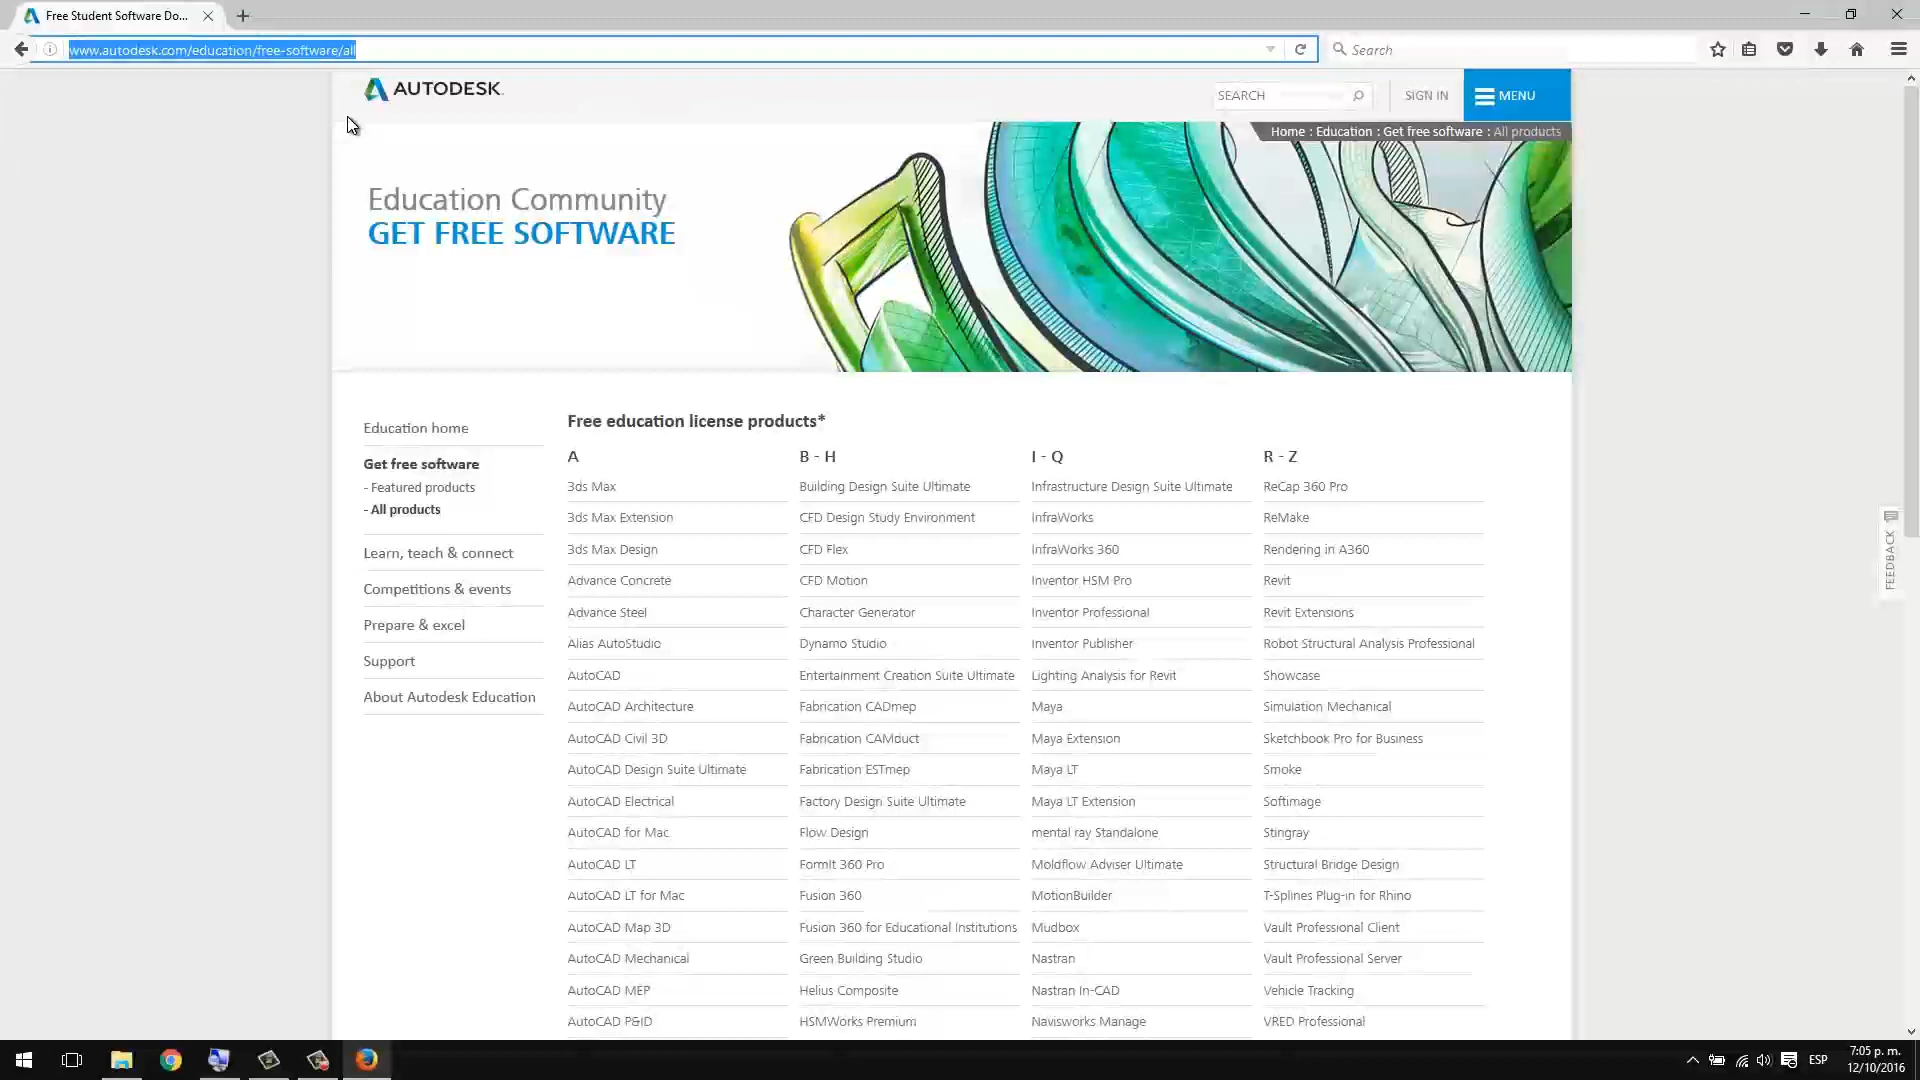 Free Student Software Do...
www.autodesk.com/education/free-software/all
Search
AUTODESK
SEARCH
SIGN IN
MENU
Home : Education : Get free software : All products
Education Community
GET FREE SOFTWARE
Education home
Get free software
- Featured products
- All products
Learn, teach & connect
Competitions & events
Prepare & excel
Support
About Autodesk Education
Free education license products*
A
3ds Max
3ds Max Extension
3ds Max Design
Advance Concrete
Advance Steel
Alias AutoStudio
AutoCAD
AutoCAD Architecture
AutoCAD Civil 3D
AutoCAD Design Suite Ultimate
AutoCAD Electrical
AutoCAD for Mac
AutoCAD LT
AutoCAD LT for Mac
AutoCAD Map 3D
AutoCAD Mechanical
AutoCAD MEP
AutoCAD P&ID
B - H
Building Design Suite Ultimate
CFD Design Study Environment
CFD Flex
CFD Motion
Character Generator
Dynamo Studio
Entertainment Creation Suite Ultimate
Fabrication CADmep
Fabrication CAMduct
Fabrication ESTmep
Factory Design Suite Ultimate
Flow Design
FormIt 360 Pro
Fusion 360
Fusion 360 for Educational Institutions
Green Building Studio
Helius Composite
HSMWorks Premium
I - Q
Infrastructure Design Suite Ultimate
InfraWorks
InfraWorks 360
Inventor HSM Pro
Inventor Professional
Inventor Publisher
Lighting Analysis for Revit
Maya
Maya Extension
Maya LT
Maya LT Extension
mental ray Standalone
Moldflow Adviser Ultimate
MotionBuilder
Mudbox
Nastran
Nastran In-CAD
Navisworks Manage
R - Z
ReCap 360 Pro
ReMake
Rendering in A360
Revit
Revit Extensions
Robot Structural Analysis Professional
Showcase
Simulation Mechanical
Sketchbook Pro for Business
Smoke
Softimage
Stingray
Structural Bridge Design
T-Splines Plug-in for Rhino
Vault Professional Client
Vault Professional Server
Vehicle Tracking
VRED Professional
FEEDBACK
ESP
7:05 p. m.
12/10/2016